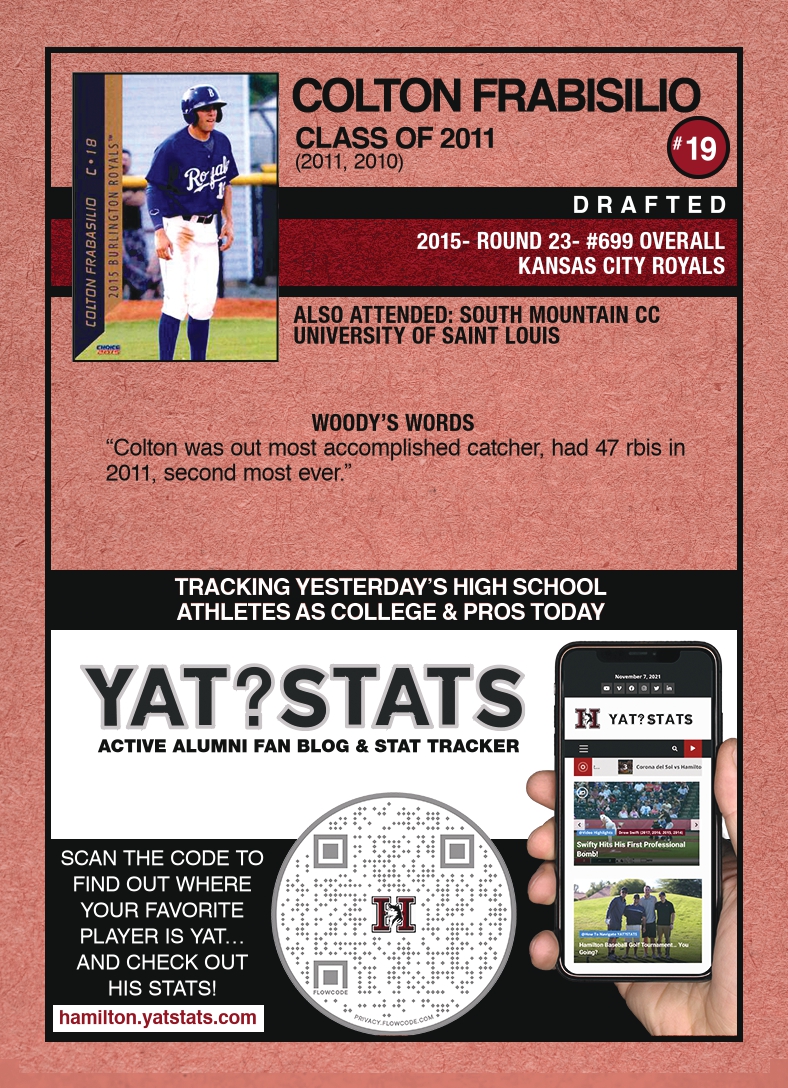 COLTON FRABISILIO
CLASS OF 2011
(2011, 2010)
#19
DRAFTED
2015- ROUND 23- #699 OVERALL
KANSAS CITY ROYALS
COLTON FRABASILIO C • 18
2015 BURLINGTON ROYALS™
B
Royals
CHOICE
2015
ALSO ATTENDED: SOUTH MOUNTAIN CC
UNIVERSITY OF SAINT LOUIS
WOODY'S WORDS
“Colton was out most accomplished catcher, had 47 rbis in
2011, second most ever.”
TRACKING YESTERDAY'S HIGH SCHOOL
ATHLETES AS COLLEGE & PROS TODAY
YAT?STATS
ACTIVE ALUMNI FAN BLOG & STAT TRACKER
November 7, 2021
H YAT?STATS
3 Corona del Sol vs Hamilto
@Video Highlights Drew Swift (2017, 2016, 2015, 2014)
Swifty Hits His First Professional
Bomb!
@How To Navigate YAT?STATS
Hamilton Baseball Golf Tournament... You
Going?
SCAN THE CODE TO
FIND OUT WHERE
YOUR FAVORITE
PLAYER IS YAT...
AND CHECK OUT
HIS STATS!
hamilton.yatstats.com
H
FLOWCODE
PRIVACY.FLOWCODE.COM